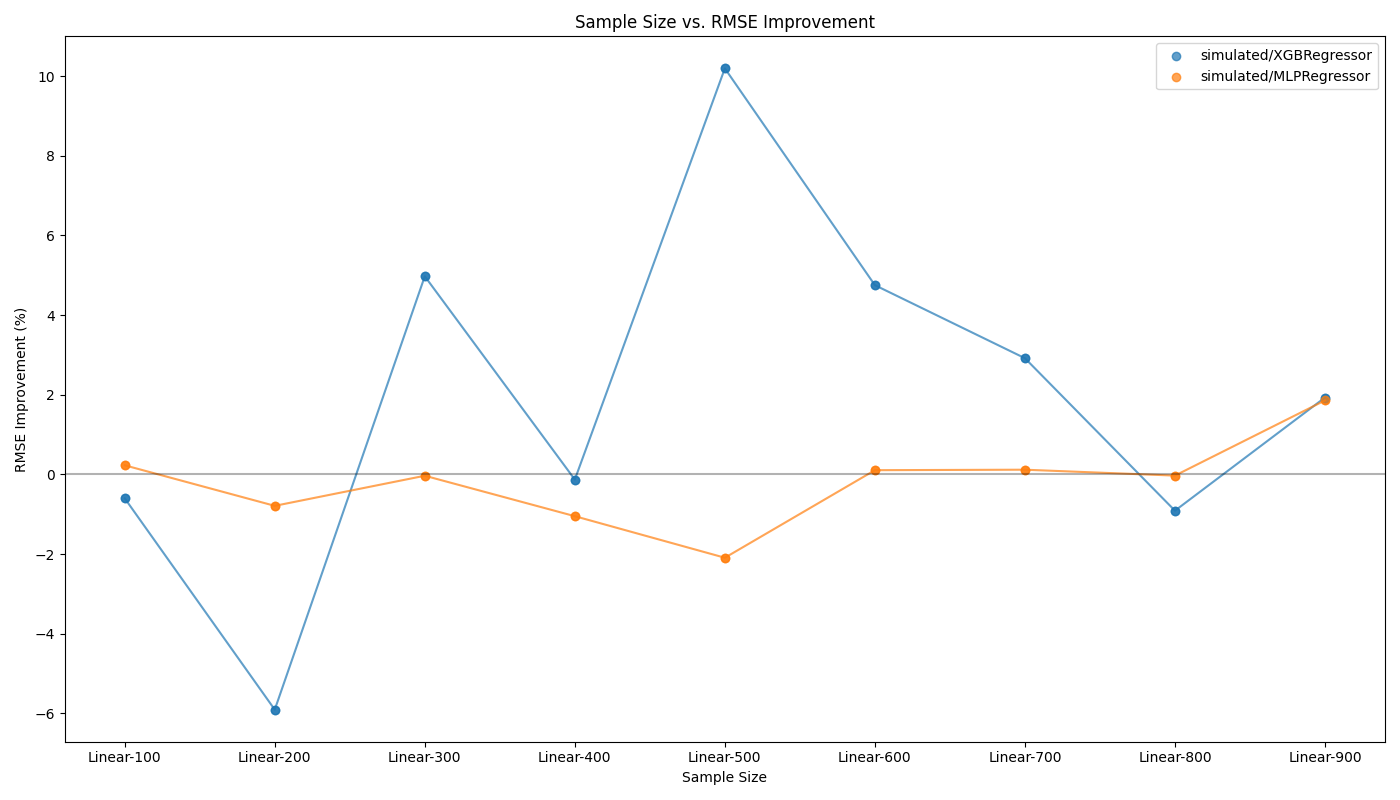 Sample Size vs. RMSE Improvement
simulated/XGBRegressor
simulated/MLPRegressor
RMSE Improvement (%)
10
8
6
4
2
0
−2
−4
−6
Linear-100 Linear-200 Linear-300 Linear-400 Linear-500 Linear-600 Linear-700 Linear-800 Linear-900
Sample Size